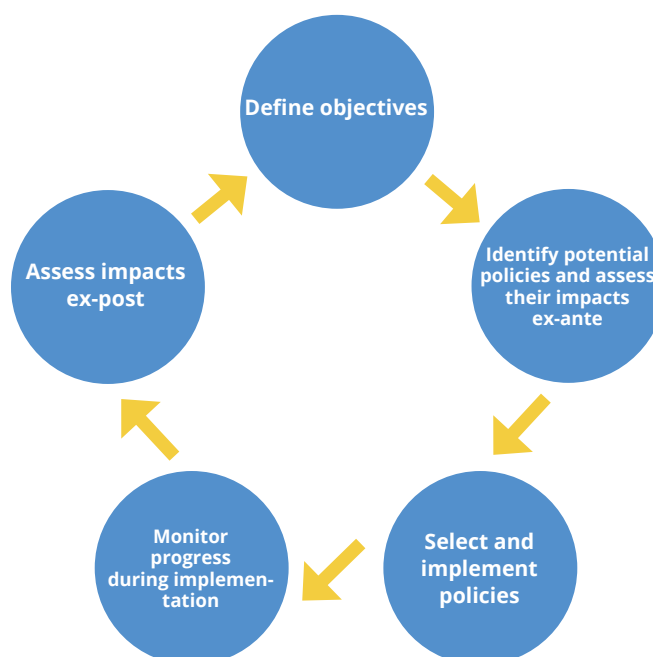 Define objectives
Identify potential
policies and assess
their impacts
ex-ante
Select and
implement
policies
Monitor
progress
during implemen-
tation
Assess impacts
ex-post